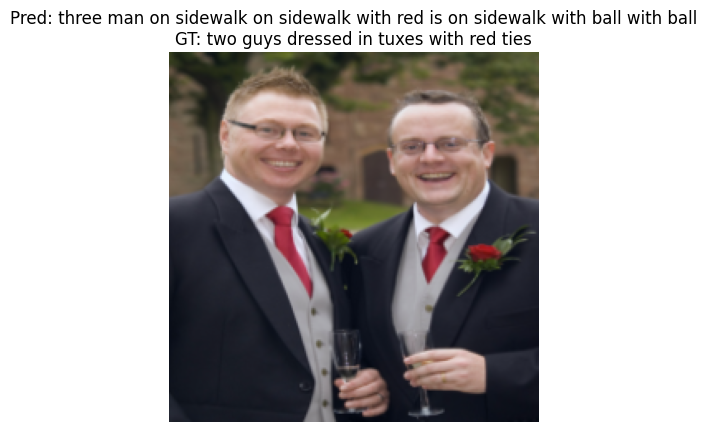 Pred: three man on sidewalk on sidewalk with red is on sidewalk with ball with ball
GT: two guys dressed in tuxes with red ties